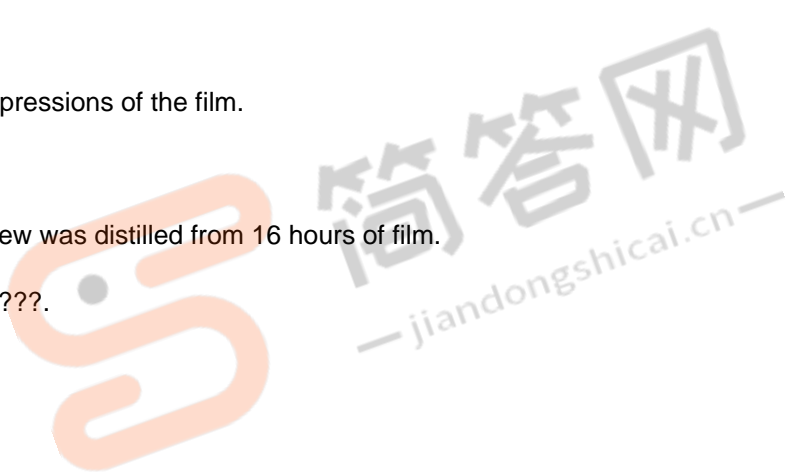 pressions of the film.
简答网
ew was distilled from 16 hours of film.
jiandongshicai.cn
???.